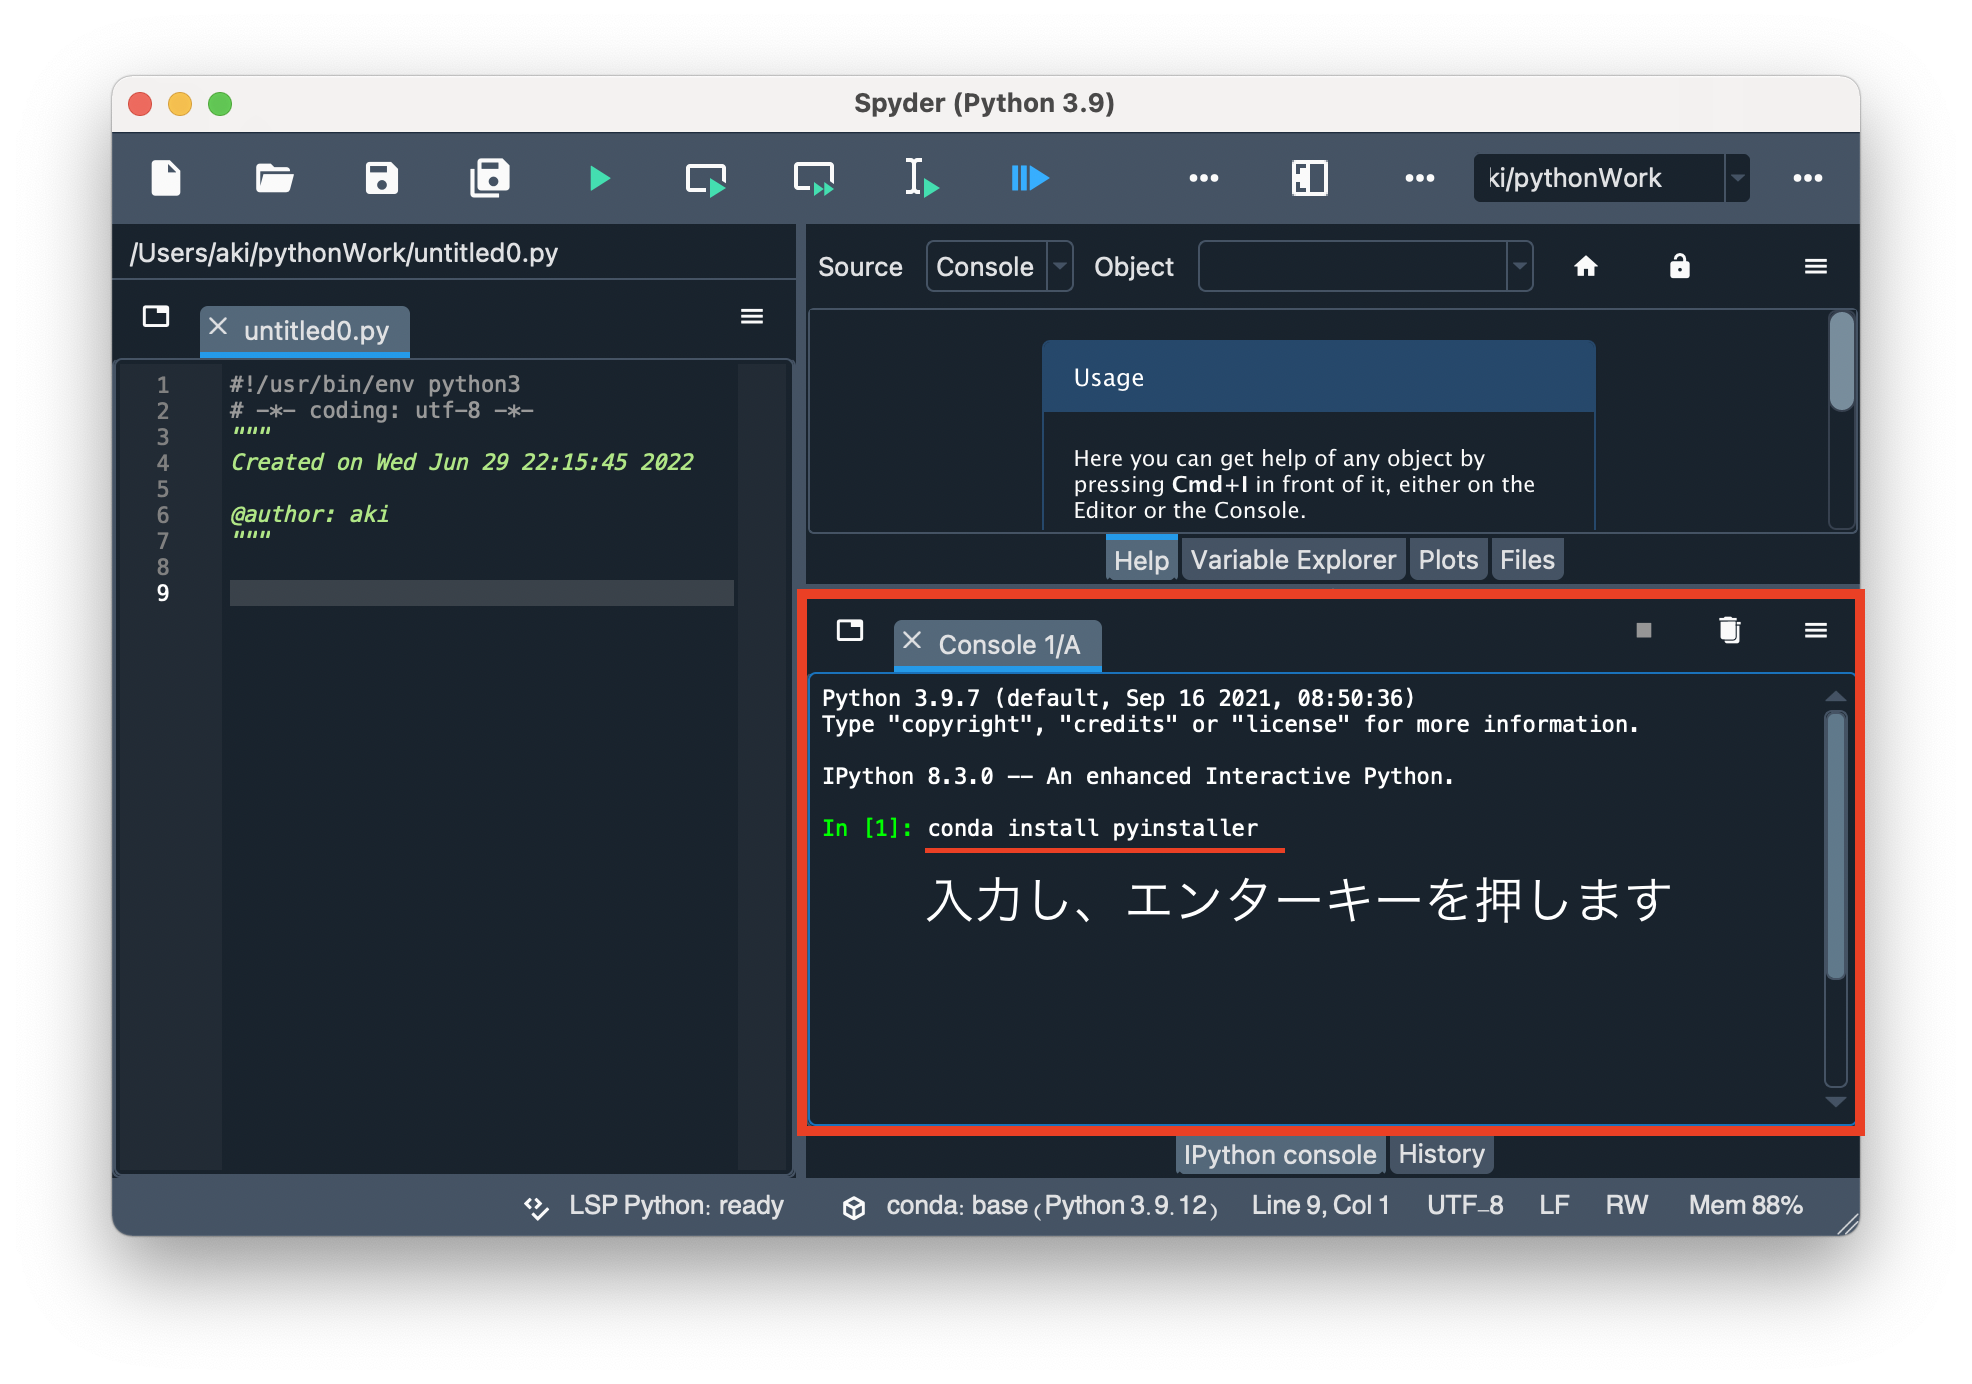 Spyder (Python 3.9)
ki/pythonWork
/Users/aki/pythonWork/untitled0.py
untitled0.py
1 #!/usr/bin/env python3
2 # -*- coding: utf-8 -*-
3 """
4 Created on Wed Jun 29 22:15:45 2022
5
6 @author: aki
7 """
8
9
Source Console Object
Usage
Here you can get help of any object by
pressing Cmd+I in front of it, either on the
Editor or the Console.
Help Variable Explorer Plots Files
Console 1/A
Python 3.9.7 (default, Sep 16 2021, 08:50:36)
Type "copyright", "credits" or "license" for more information.
IPython 8.3.0 -- An enhanced Interactive Python.
In [1]: conda install pyinstaller
入力し、エンターキーを押します
IPython console History
LSP Python: ready conda: base (Python 3.9.12) Line 9, Col 1 UTF-8 LF RW Mem 88%